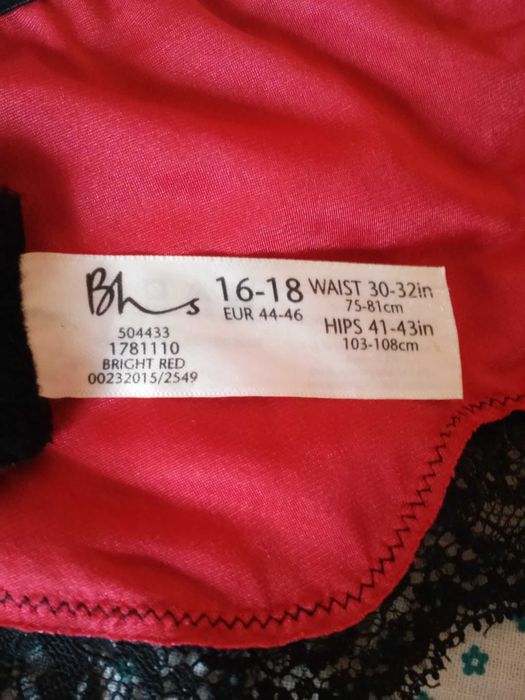 Bhs
504433
1781110
BRIGHT RED
00232015/2549
16-18
EUR 44-46
WAIST 30-32in
75-81cm
HIPS 41-43in
103-108cm